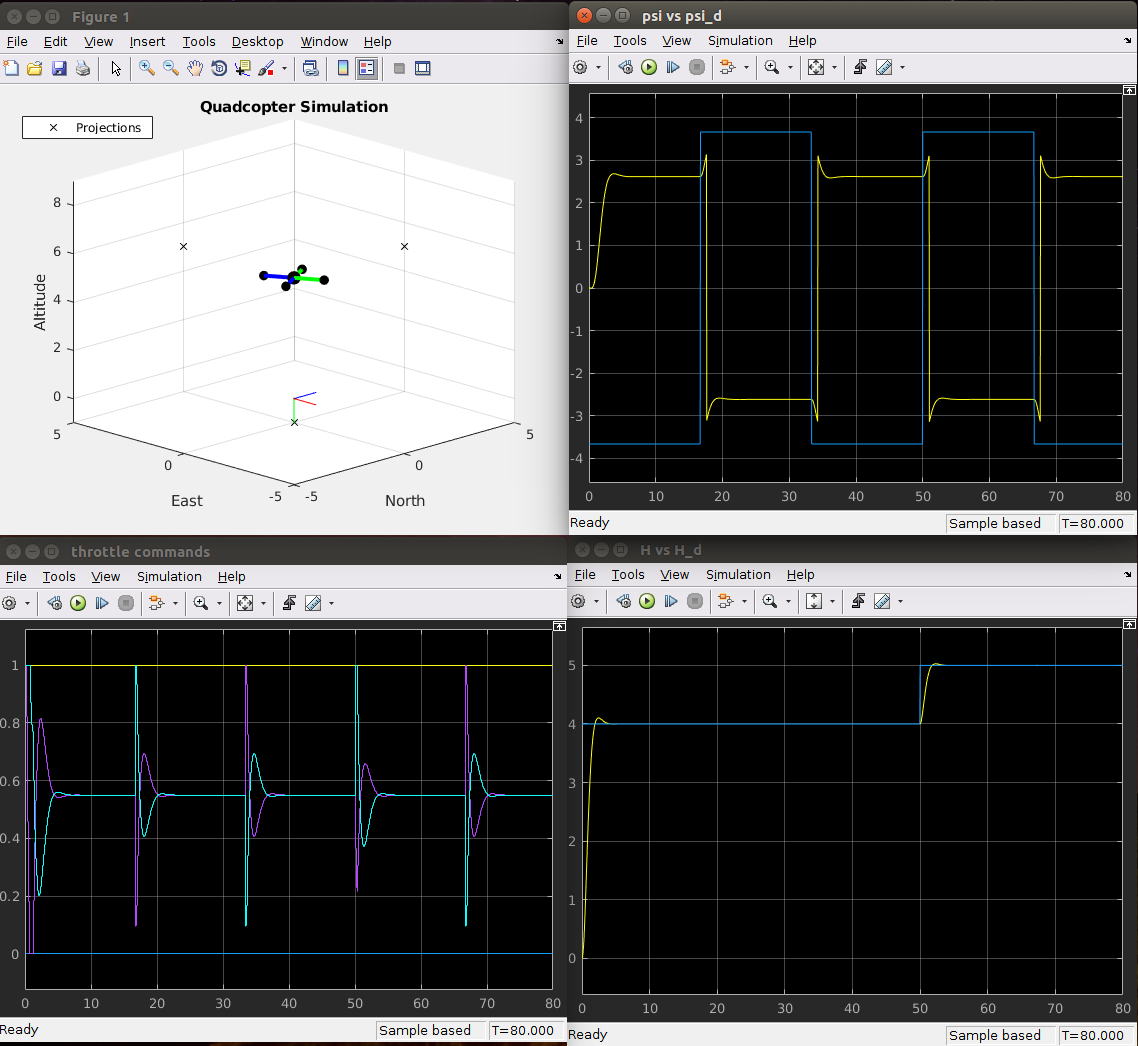 Figure 1
File Edit View Insert Tools Desktop Window Help
Quadcopter Simulation
Projections
8
6
4
2
0
Altitude
5
0
-5
East
-5
0
5
North
psi vs psi_d
File Tools View Simulation Help
4
3
2
1
0
-1
-2
-3
-4
0 10 20 30 40 50 60 70 80
Ready Sample based T=80.000
throttle commands
File Tools View Simulation Help
1
0.8
0.6
0.4
0.2
0
0 10 20 30 40 50 60 70 80
Ready Sample based T=80.000
H vs H_d
File Tools View Simulation Help
5
4
3
2
1
0
0 10 20 30 40 50 60 70 80
Ready Sample based T=80.000